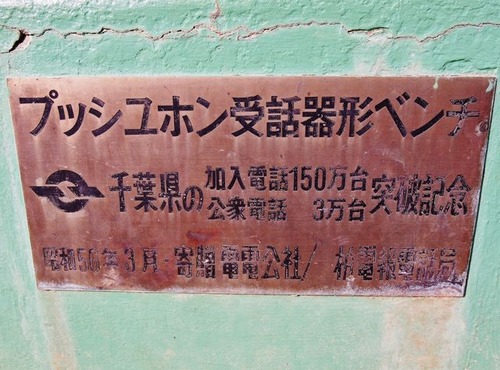 プッシュホン受話器形ベンチ
千葉県の加入電話150万台
公衆電話 3万台突破記念
昭和50年3月・寄贈 電電公社/ 柏電報電話局